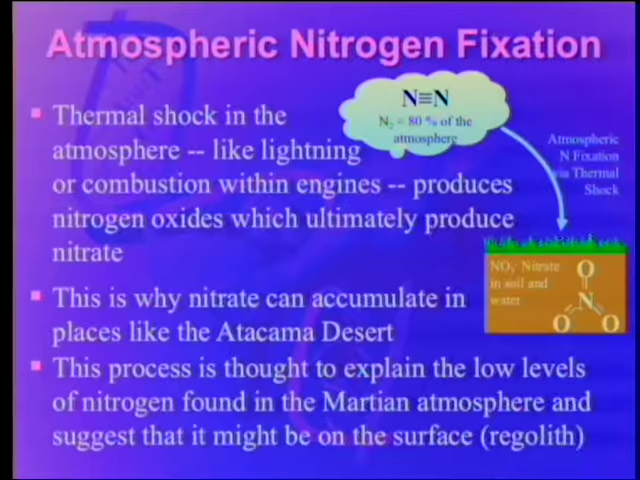 Atmospheric Nitrogen Fixation
Thermal shock in the
atmosphere -- like lightning
or combustion within engines -- produces
nitrogen oxides which ultimately produce
nitrate
This is why nitrate can accumulate in
places like the Atacama Desert
This process is thought to explain the low levels
of nitrogen found in the Martian atmosphere and
suggest that it might be on the surface (regolith)
N≡N
N₂ = 80 % of the
atmosphere
Atmospheric
N Fixation
via Thermal
Shock
NO₃⁻ Nitrate
in soil and
water
O
N
O O